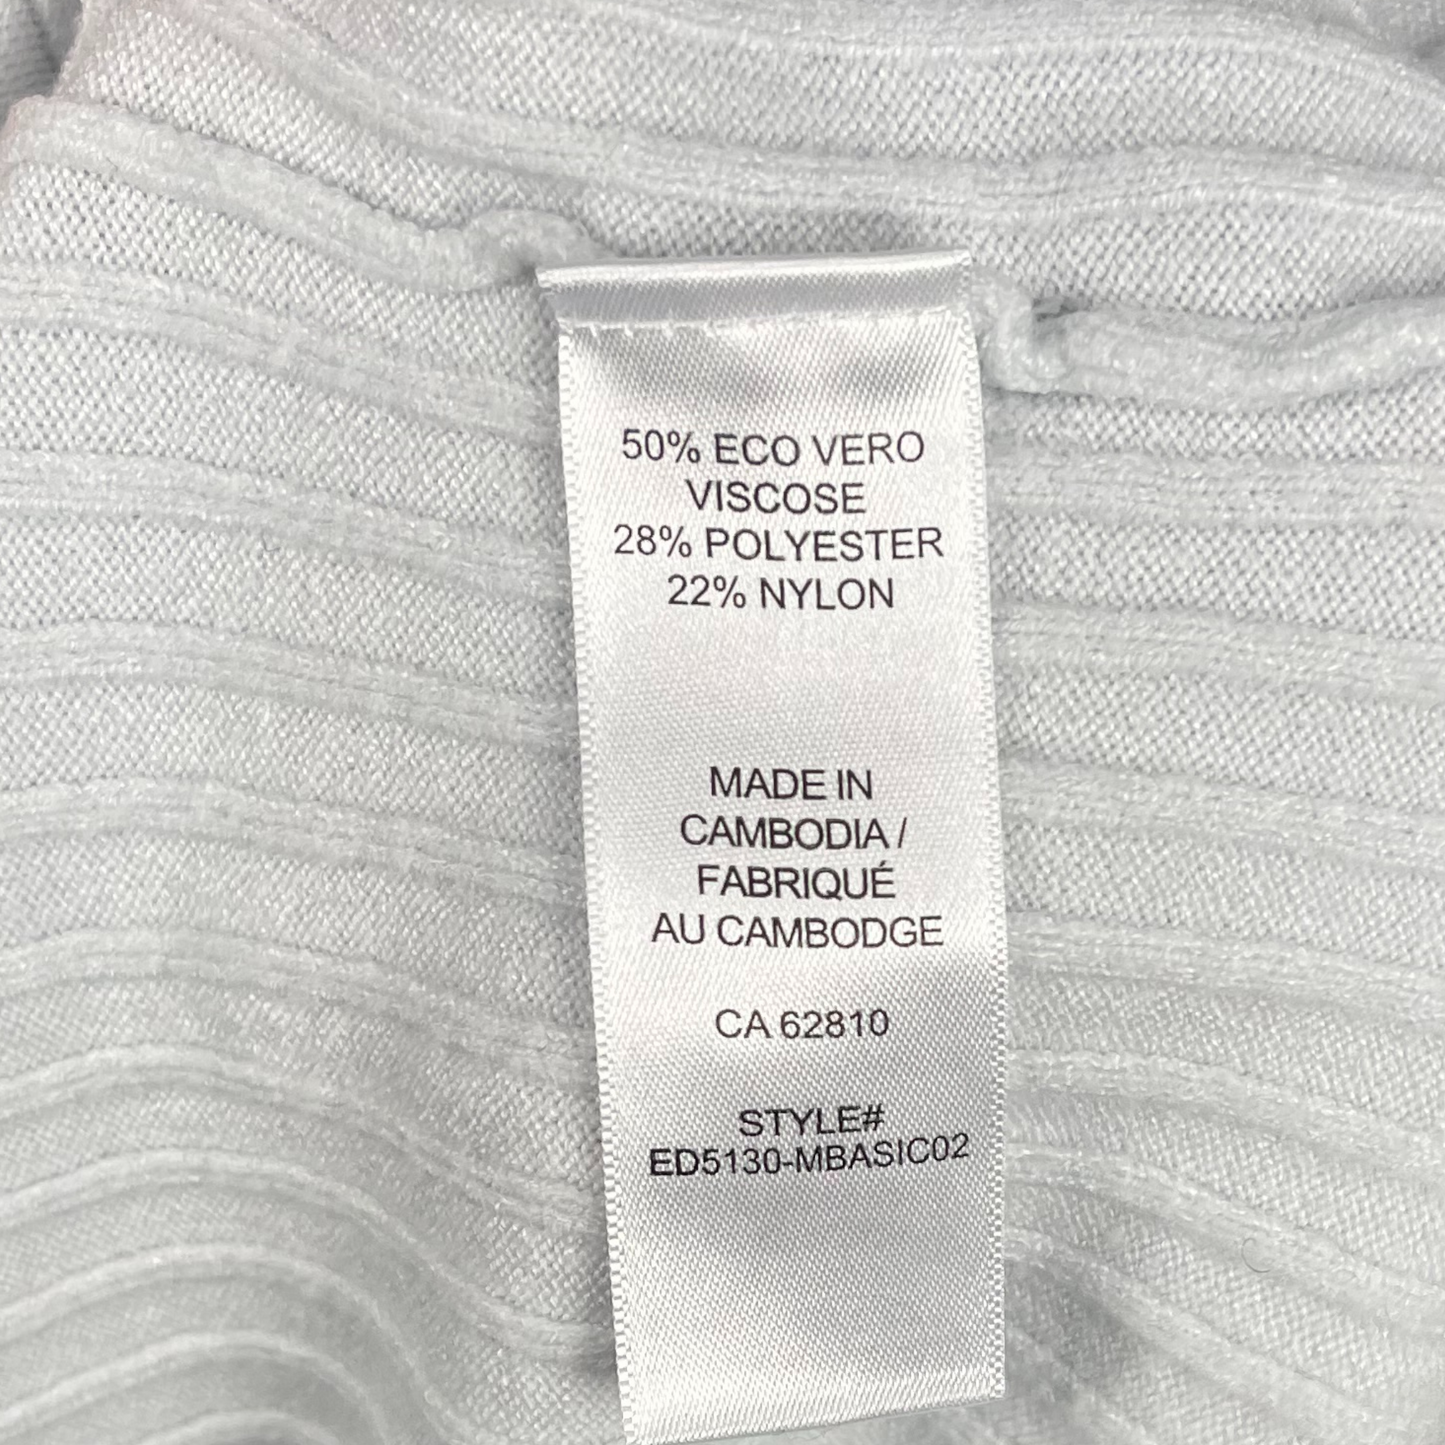 50% ECO VERO
VISCOSE
28% POLYESTER
22% NYLON
MADE IN
CAMBODIA /
FABRIQUÉ
AU CAMBODGE
CA 62810
STYLE#
ED5130-MBASIC02